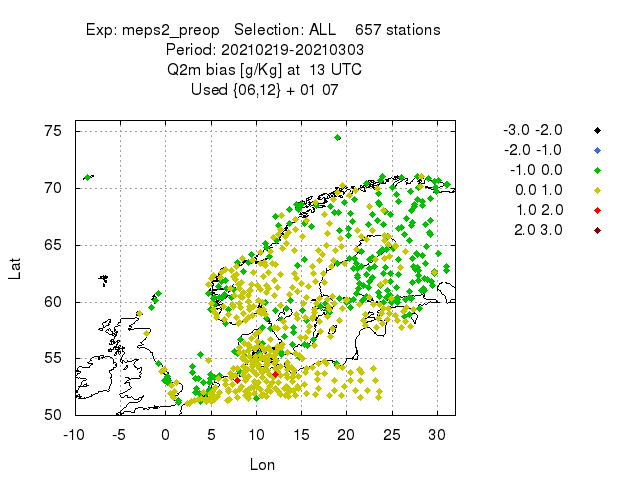 Exp: meps2_preop   Selection: ALL    657 stations
Period: 20210219-20210303
Q2m bias [g/Kg] at  13 UTC
Used {06,12} + 01 07
-3.0 -2.0
-2.0 -1.0
-1.0 0.0
0.0 1.0
1.0 2.0
2.0 3.0
75
70
65
60
55
50
Lat
-10 -5 0 5 10 15 20 25 30
Lon